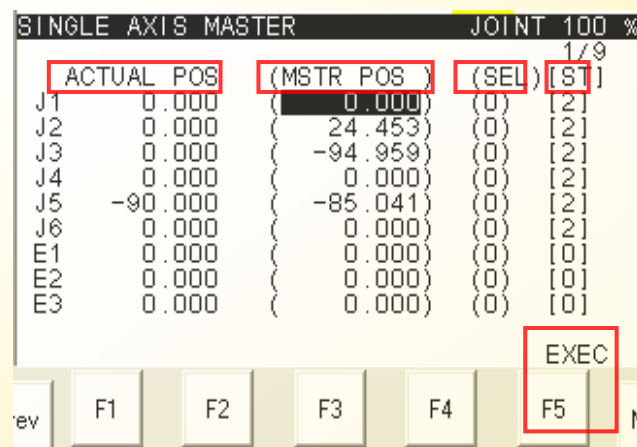 SINGLE AXIS MASTER JOINT 100 %
1/9
ACTUAL POS (MSTR POS ) (SEL)[ST]
J1 0.000 ( 0.000) (0) [2]
J2 0.000 ( 24.453) (0) [2]
J3 0.000 ( -94.959) (0) [2]
J4 0.000 ( 0.000) (0) [2]
J5 -90.000 ( -85.041) (0) [2]
J6 0.000 ( 0.000) (0) [2]
E1 0.000 ( 0.000) (0) [0]
E2 0.000 ( 0.000) (0) [0]
E3 0.000 ( 0.000) (0) [0]
EXEC
ev F1 F2 F3 F4 F5